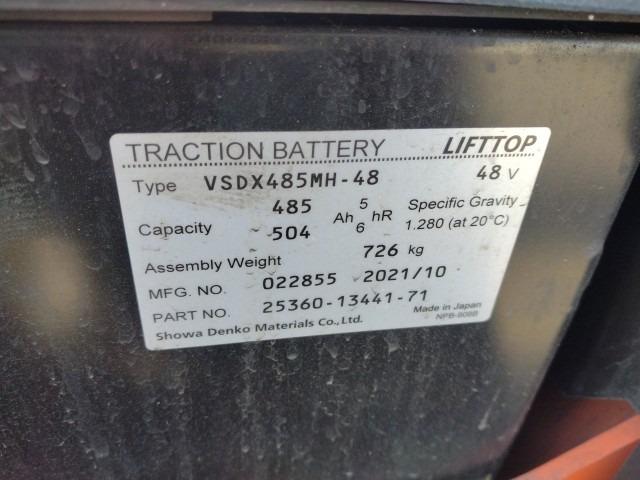 TRACTION BATTERY LIFTTOP
Type VSDX485MH-48 48 V
Capacity 485 Ah 5 hR Specific Gravity
504 6 1.280 (at 20°C)
Assembly Weight 726 kg
MFG. NO. 022855 2021/10
PART NO. 25360-13441-71 Made in Japan
Showa Denko Materials Co., Ltd.